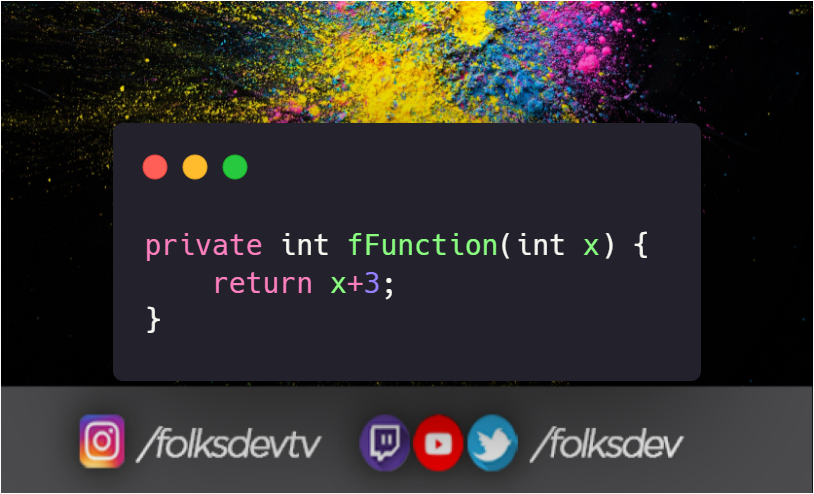 private int fFunction(int x) {
    return x+3;
}
/folksdevtv /folksdev